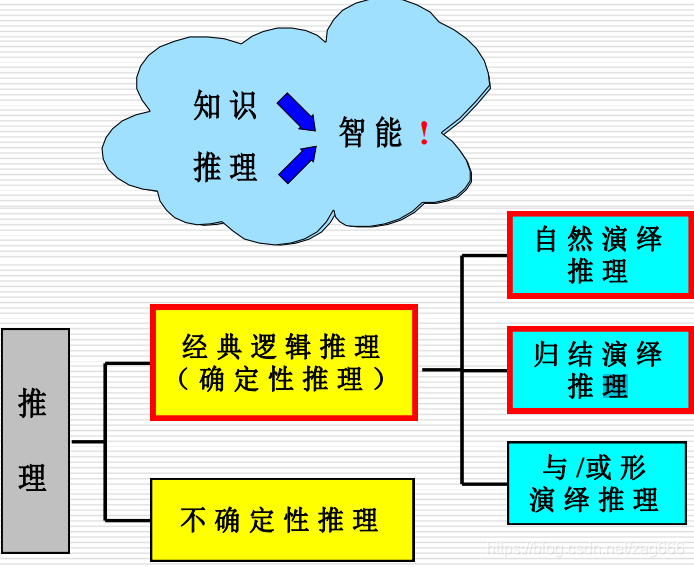 知识
推理
智能！
自然演绎
推理
经典逻辑推理
（确定性推理）
归结演绎
推理
推
理
与/或形
演绎推理
不确定性推理
https://blog.csdn.net/zag666